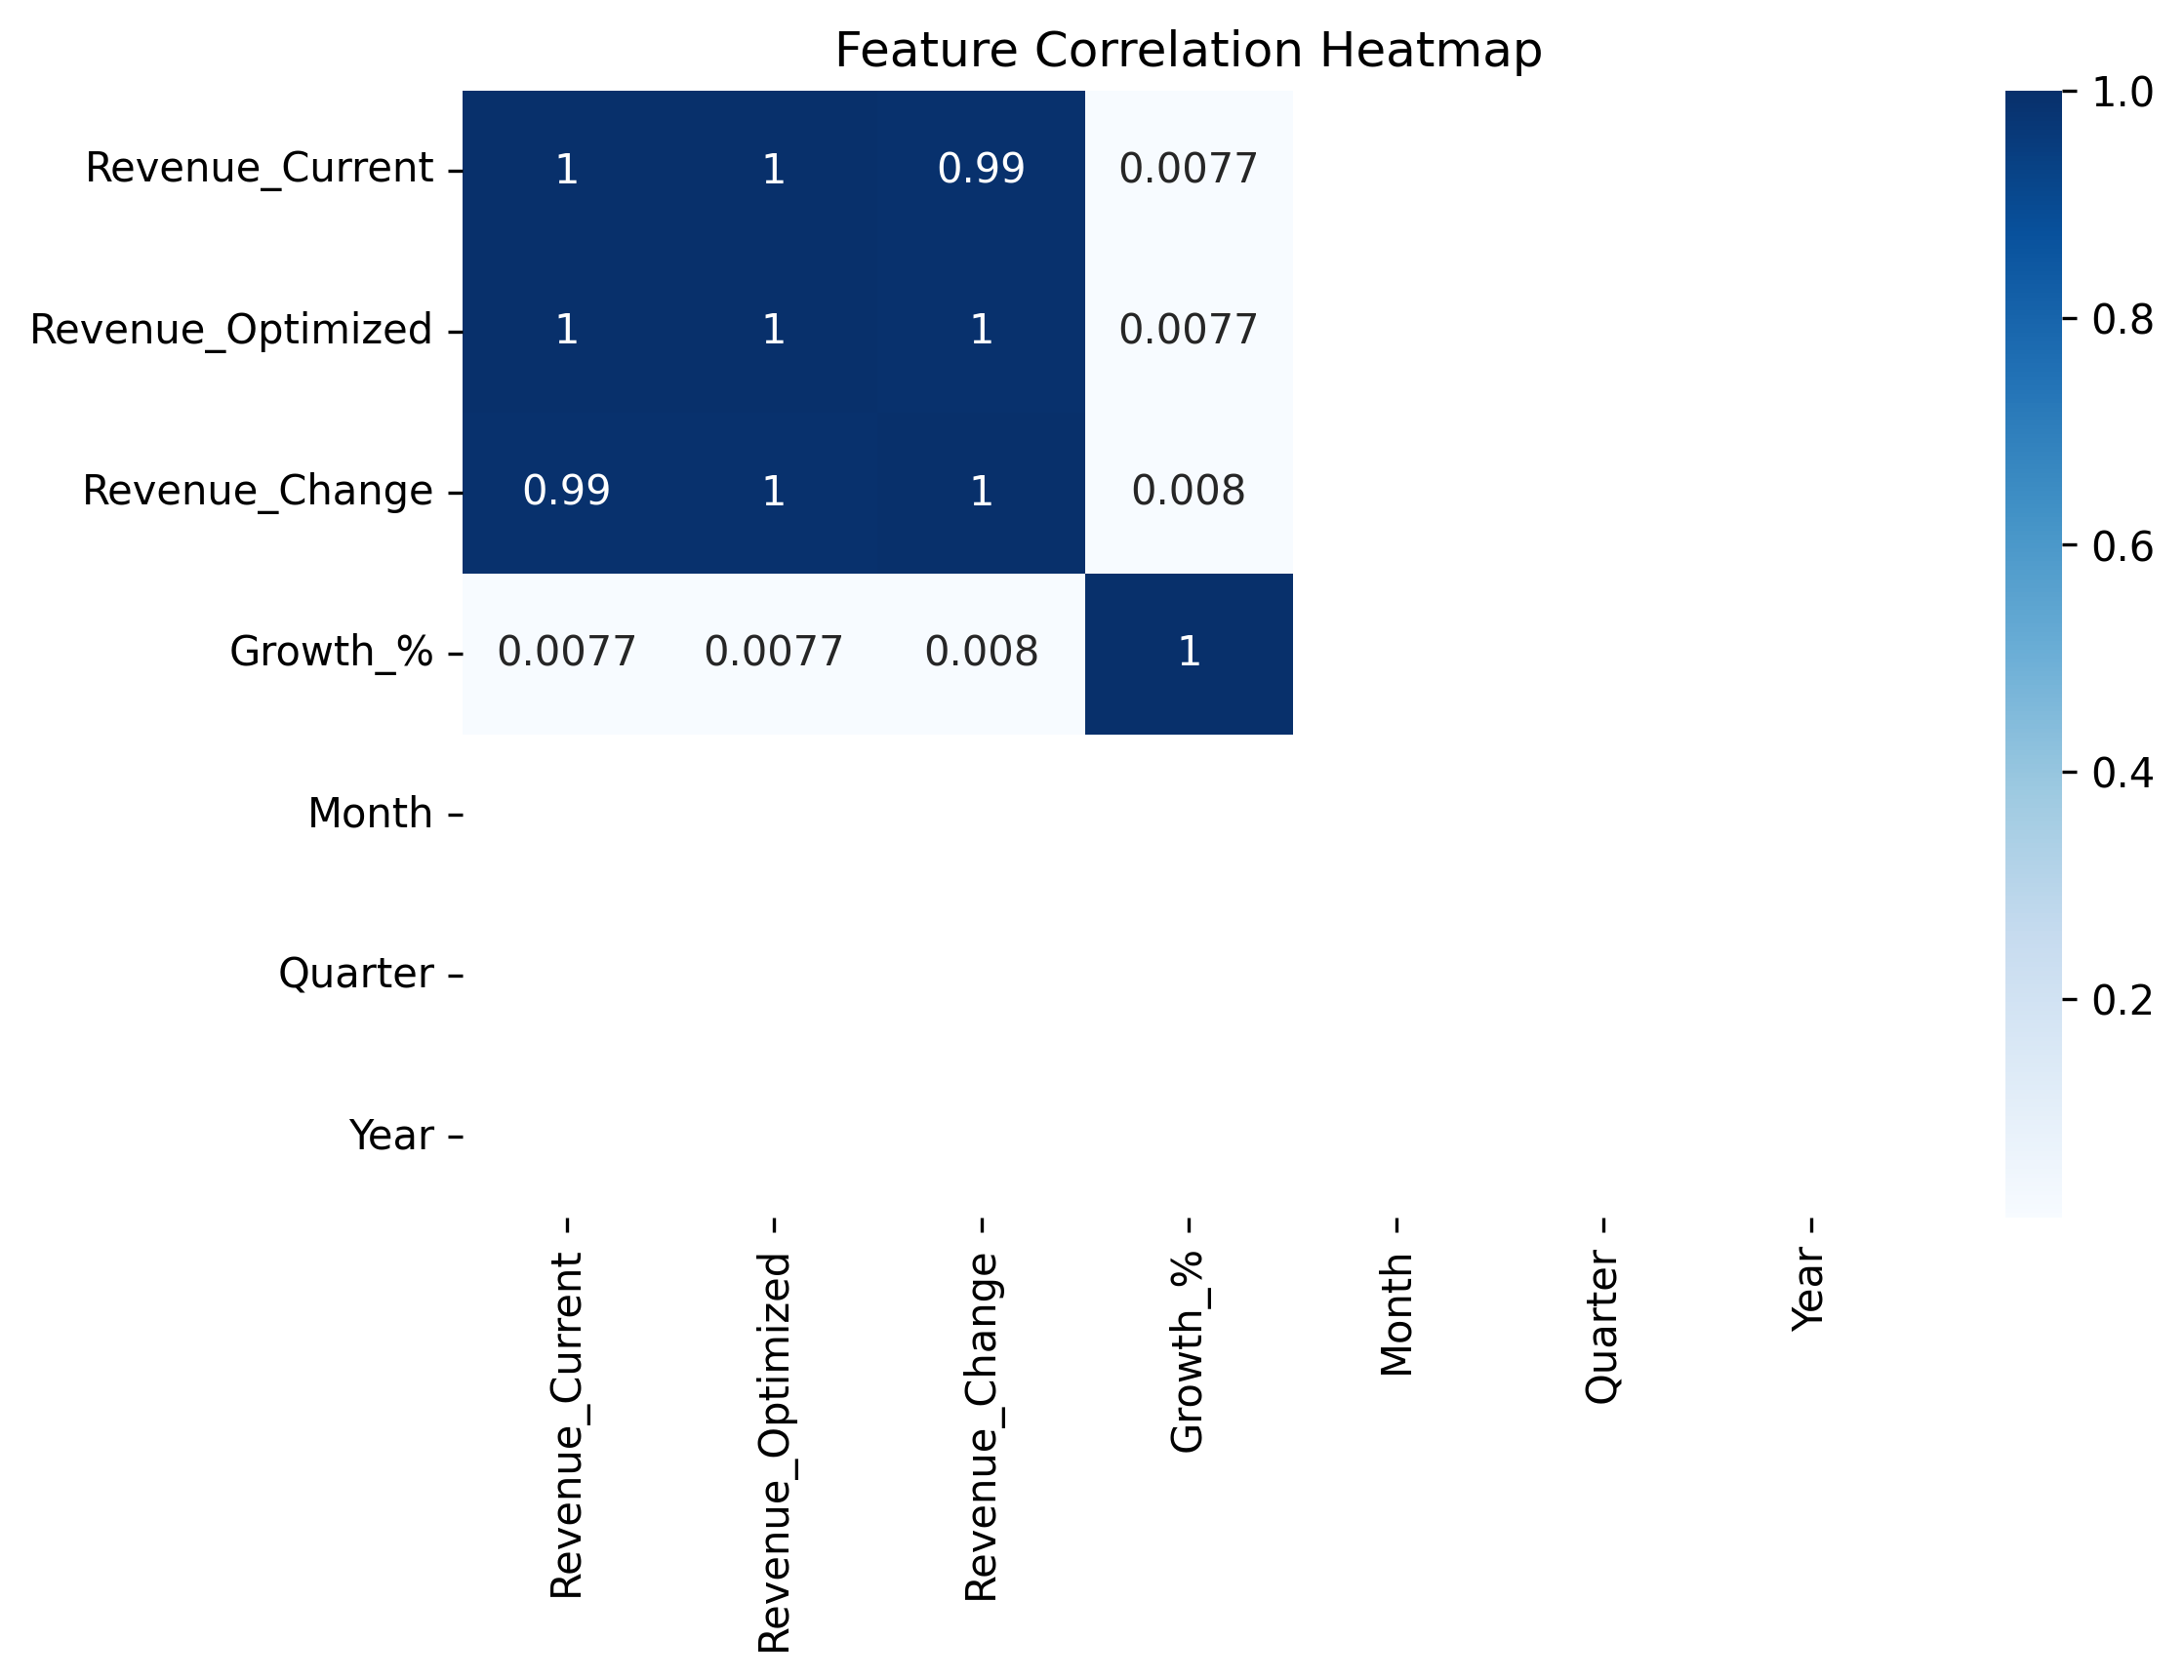 Feature Correlation Heatmap
Revenue_Current 1 1 0.99 0.0077
Revenue_Optimized 1 1 1 0.0077
Revenue_Change 0.99 1 1 0.008
Growth_% 0.0077 0.0077 0.008 1
Month
Quarter
Year
Revenue_Current
Revenue_Optimized
Revenue_Change
Growth_%
Month
Quarter
Year
1.0
0.8
0.6
0.4
0.2